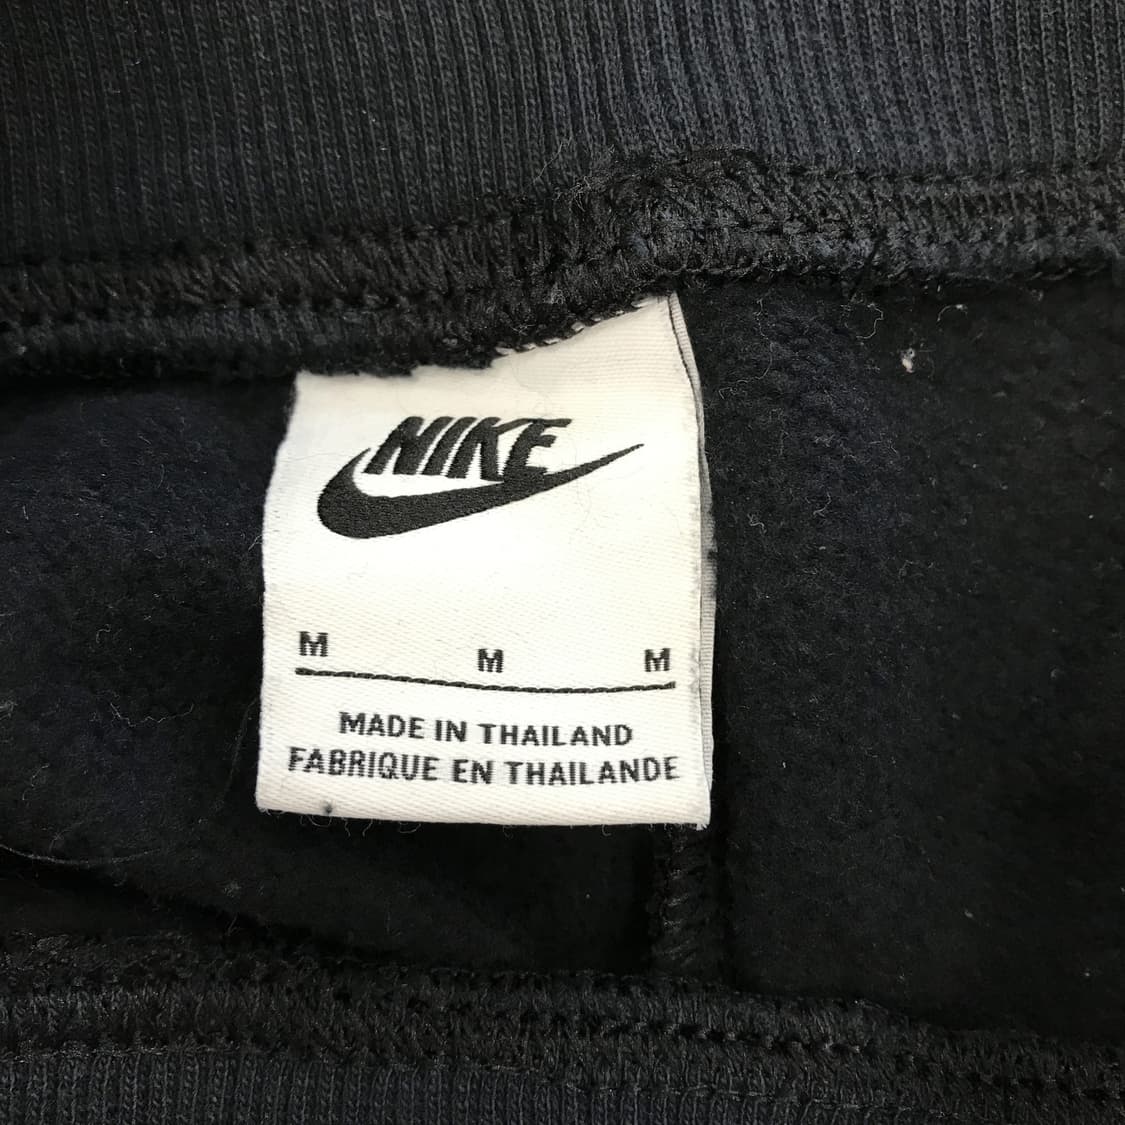 NIKE
M M M
MADE IN THAILAND
FABRIQUE EN THAILANDE